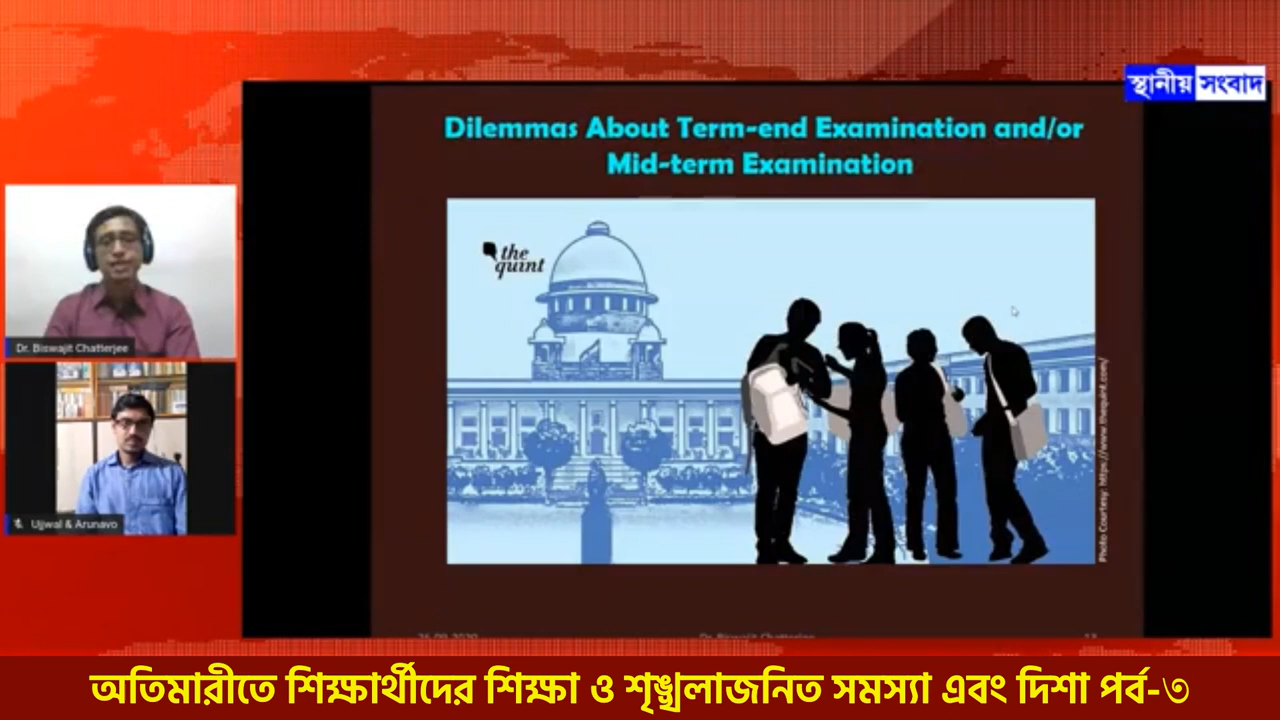 স্থানীয় সংবাদ
Dilemmas About Term-end Examination and/or
Mid-term Examination
the
quint
Photo Courtesy: https://www.thequint.com/
Dr. Biswajit Chatterjee
Ujjwal & Arunavo
অতিমারীতে শিক্ষার্থীদের শিক্ষা ও শৃঙ্খলাজনিত সমস্যা এবং দিশা পর্ব-৩